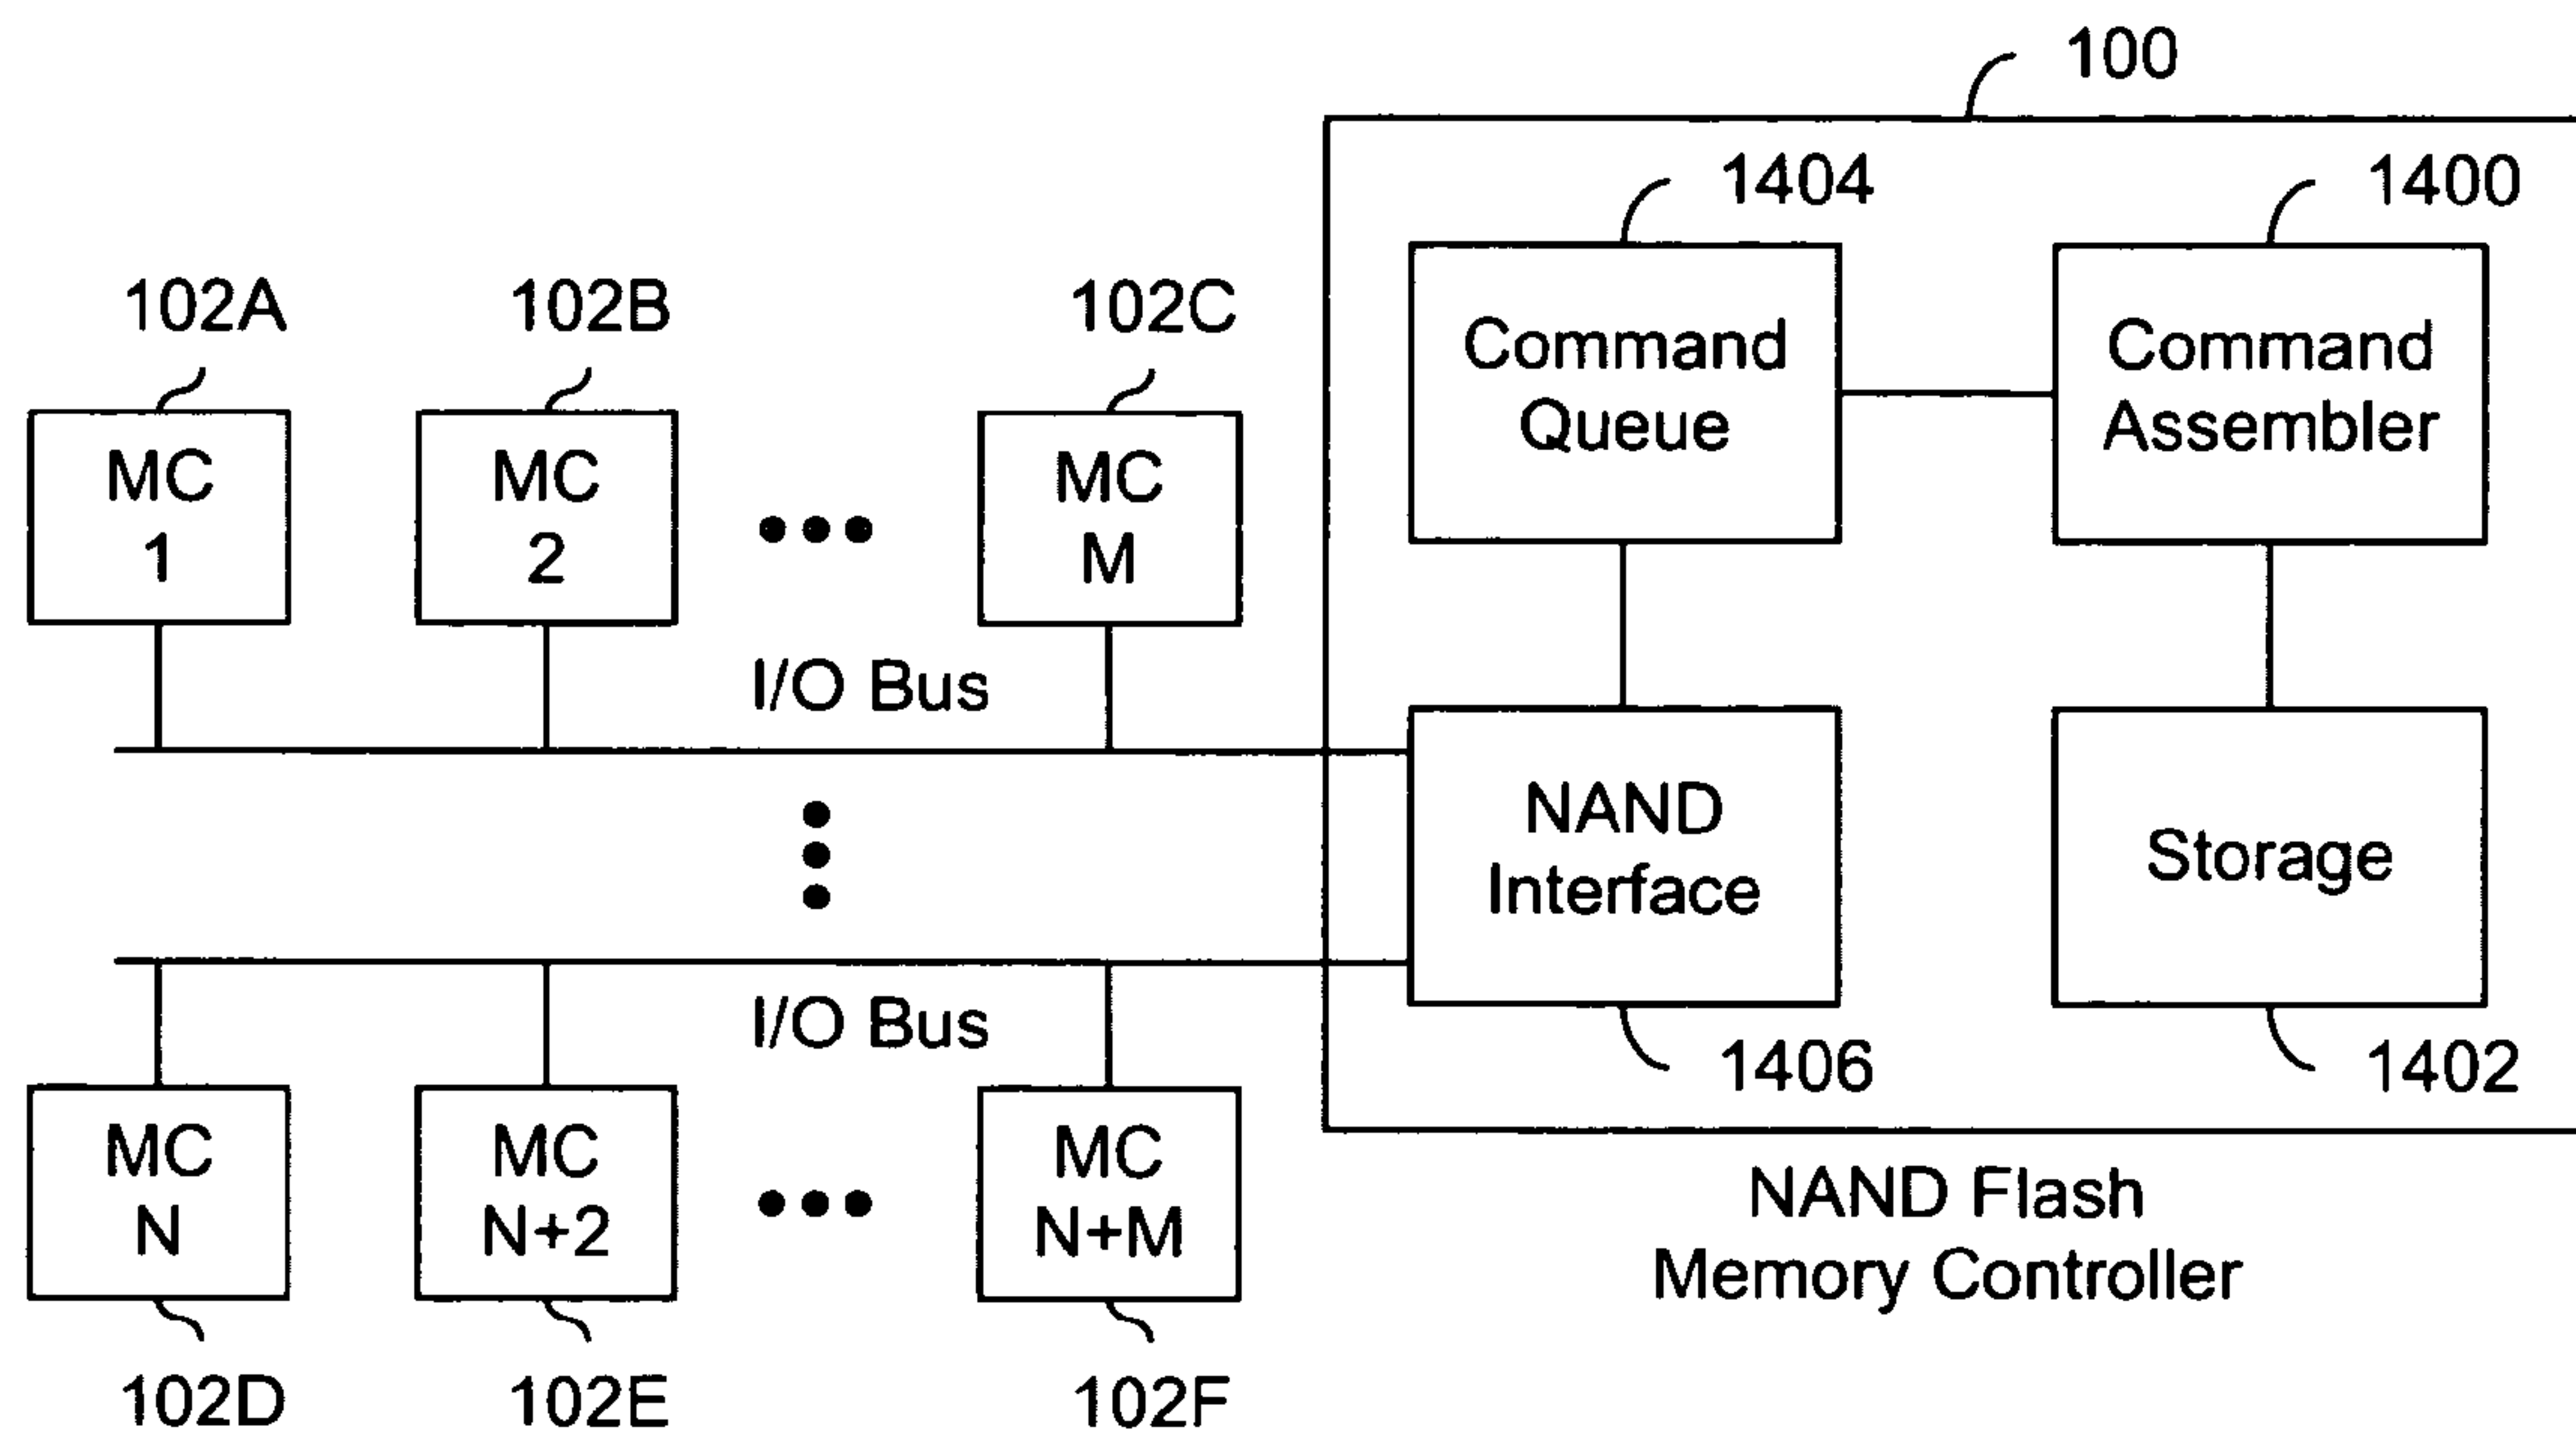 100
1404
1400
102A
102B
102C
Command
Queue
Command
Assembler
MC
1
MC
2
MC
M
I/O Bus
NAND
Interface
Storage
I/O Bus
1406
1402
MC
N
MC
N+2
MC
N+M
NAND Flash
Memory Controller
102D
102E
102F